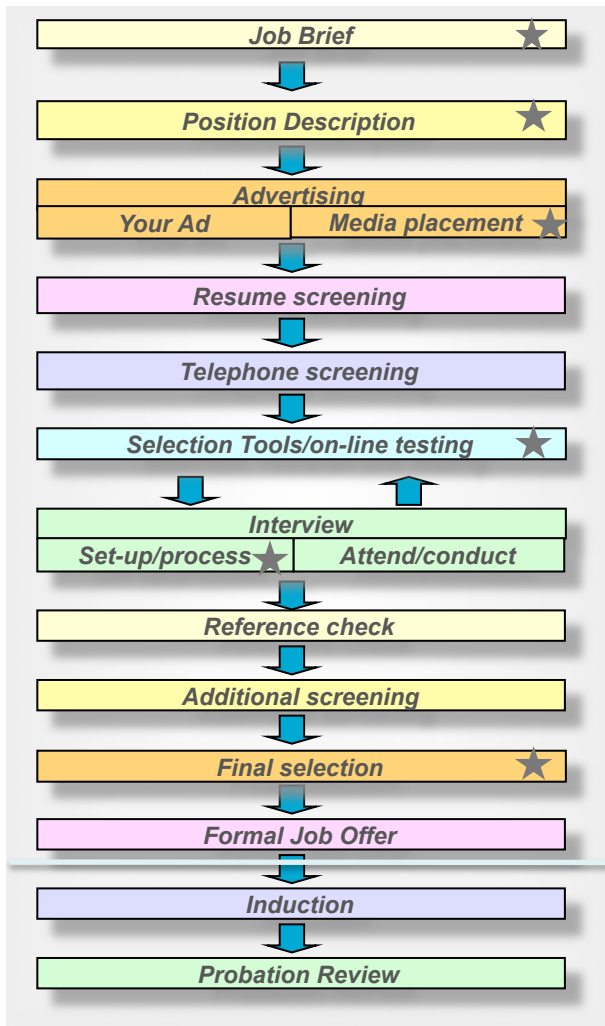 Job Brief
Position Description
Advertising
Your Ad
Media placement
Resume screening
Telephone screening
Selection Tools/on-line testing
Interview
Set-up/process
Attend/conduct
Reference check
Additional screening
Final selection
Formal Job Offer
Induction
Probation Review